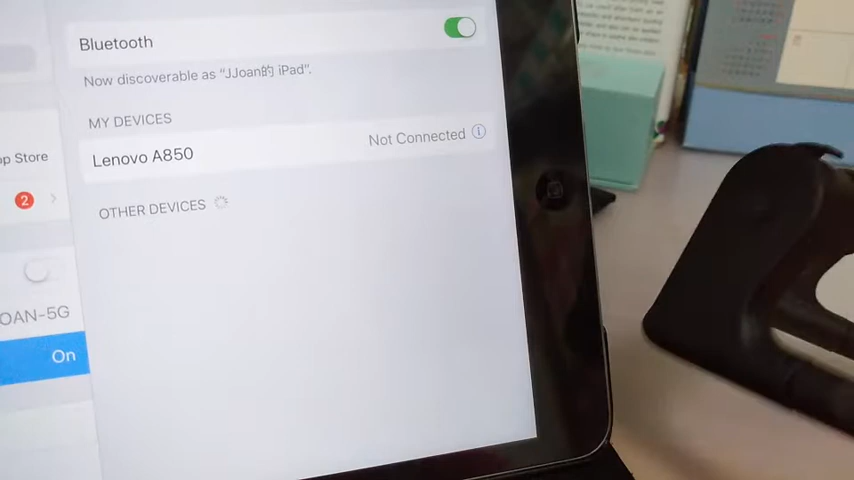 Bluetooth
Now discoverable as “JJoan的 iPad”.
MY DEVICES
Lenovo A850
Not Connected
OTHER DEVICES
p Store
2
OAN-5G
On